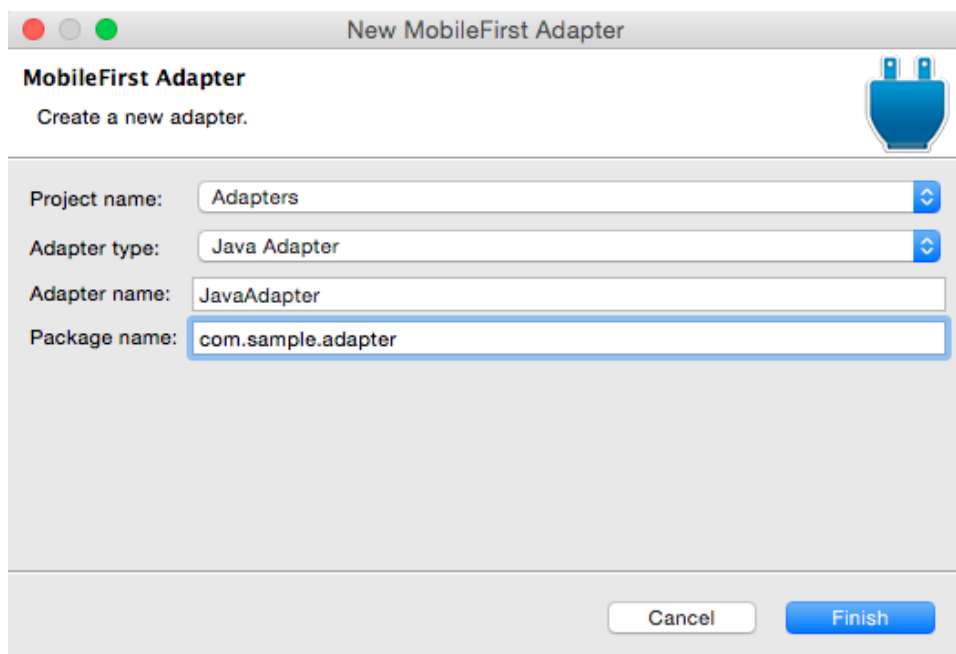 New MobileFirst Adapter
MobileFirst Adapter
Create a new adapter.
Project name: Adapters
Adapter type: Java Adapter
Adapter name: JavaAdapter
Package name: com.sample.adapter
Cancel Finish